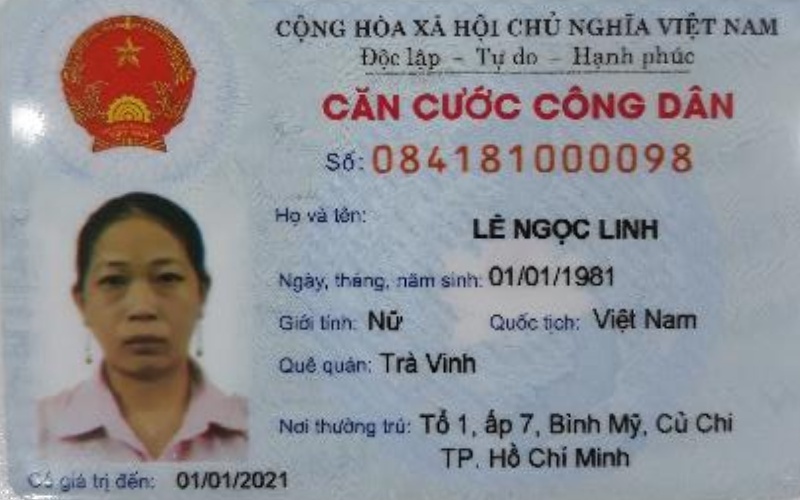 CỘNG HÒA XÃ HỘI CHỦ NGHĨA VIỆT NAM
Độc lập - Tự do - Hạnh phúc
CĂN CƯỚC CÔNG DÂN
Số: 084181000098
Họ và tên: LÊ NGỌC LINH
Ngày, tháng, năm sinh: 01/01/1981
Giới tính: Nữ Quốc tịch: Việt Nam
Quê quán: Trà Vinh
Nơi thường trú: Tổ 1, ấp 7, Bình Mỹ, Củ Chi
TP. Hồ Chí Minh
Có giá trị đến: 01/01/2021